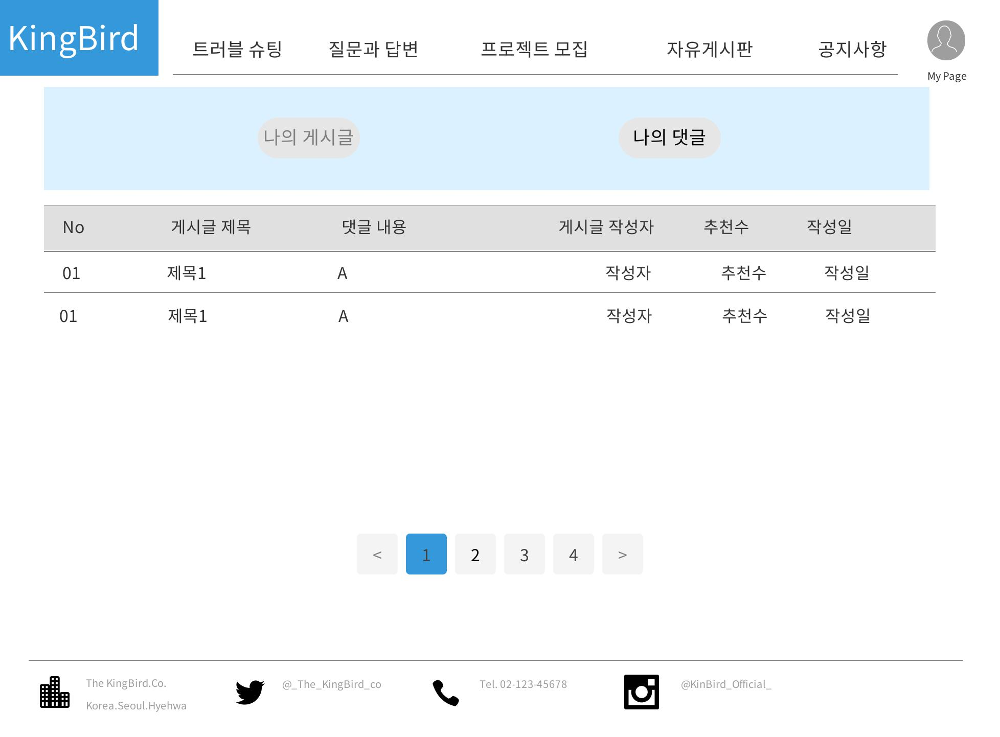 KingBird
트러블 슈팅 질문과 답변 프로젝트 모집 자유게시판 공지사항
My Page
나의 게시글 나의 댓글
No 게시글 제목 댓글 내용 게시글 작성자 추천수 작성일
01 제목1 A 작성자 추천수 작성일
01 제목1 A 작성자 추천수 작성일
< 1 2 3 4 >
The KingBird.Co. @_The_KingBird_co Tel. 02-123-45678 @KinBird_Official_
Korea.Seoul.Hyehwa